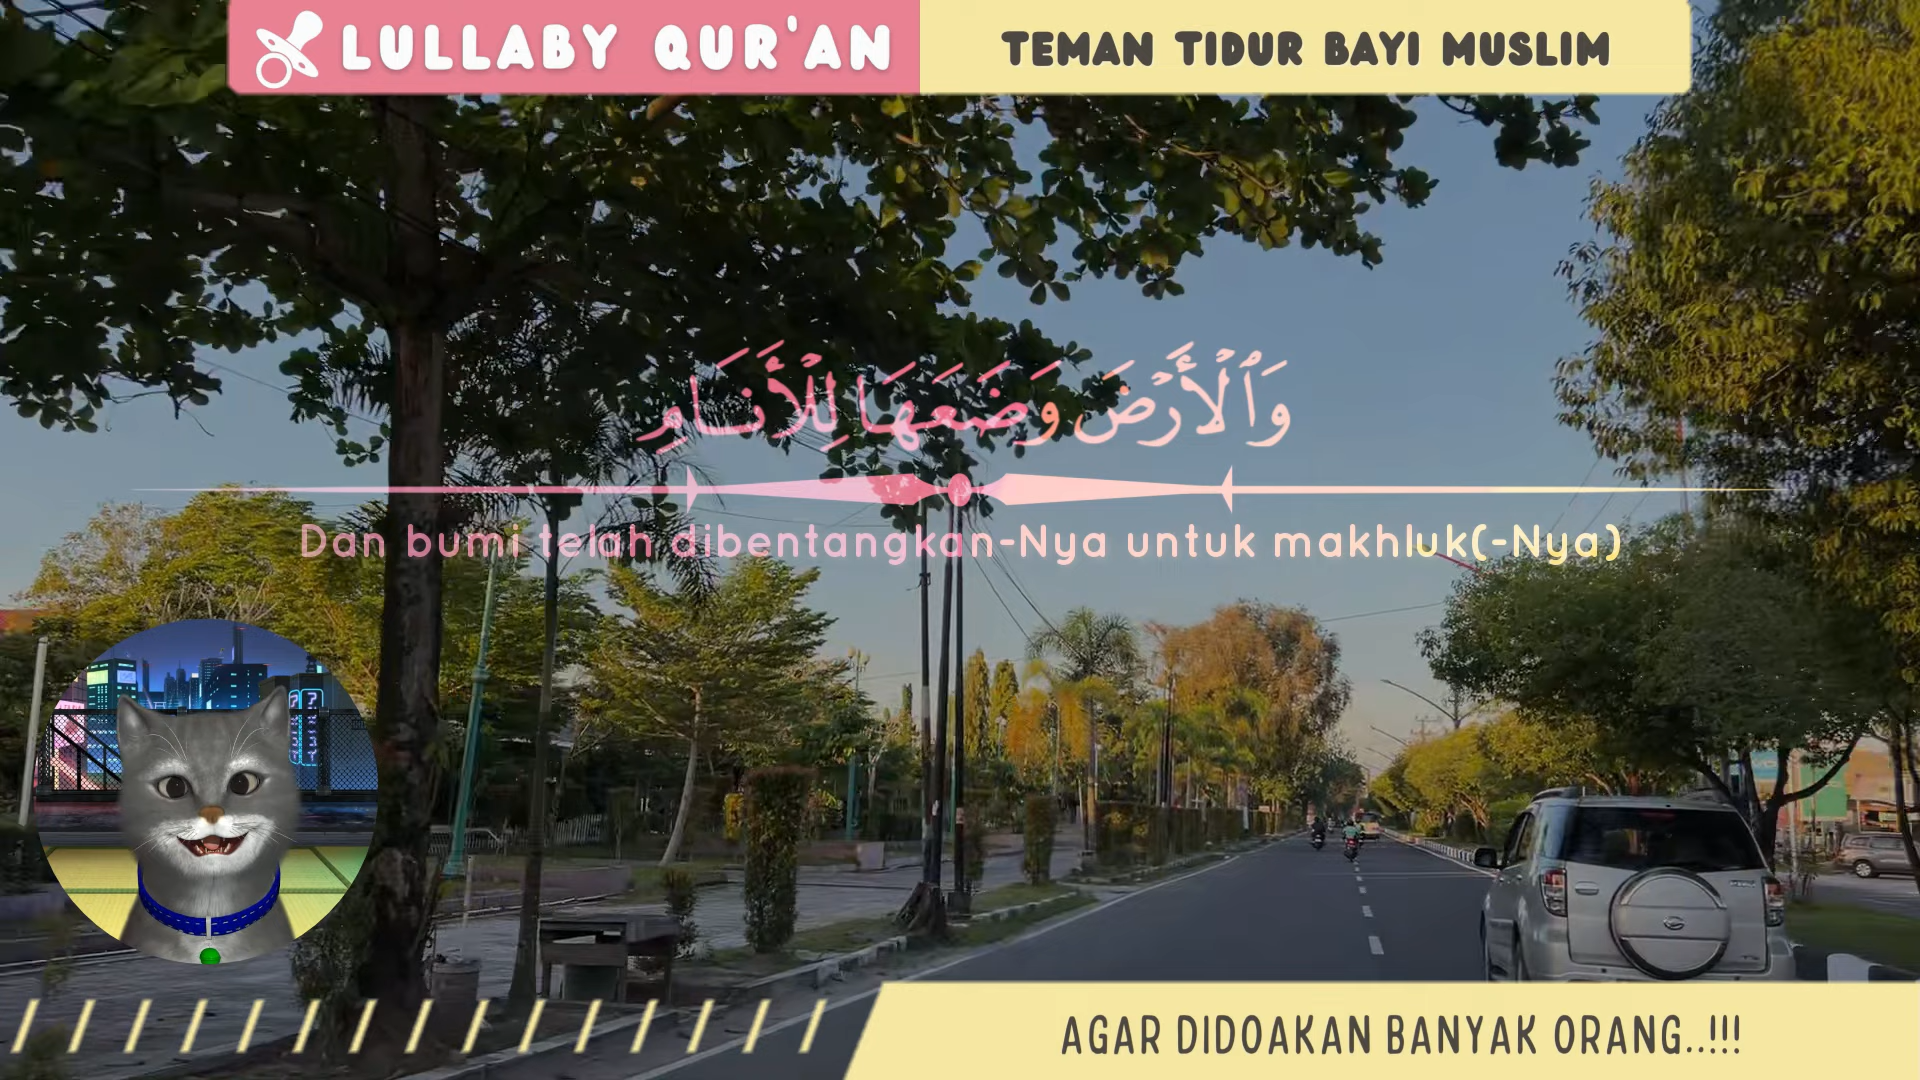 LULLABY QUR'AN
TEMAN TIDUR BAYI MUSLIM
وَٱلْأَرْضَ وَضَعَهَا لِلْأَنَامِ
Dan bumi telah dibentangkan-Nya untuk makhluk(-Nya)
AGAR DIDOAKAN BANYAK ORANG..!!!